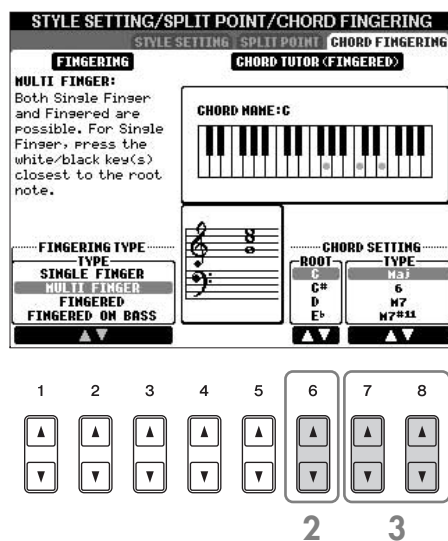 STYLE SETTING/SPLIT POINT/CHORD FINGERING
STYLE SETTING SPLIT POINT CHORD FINGERING
FINGERING
CHORD TUTOR (FINGERED)
MULTI FINGER:
Both Single Finger
and Fingered are
possible. For Single
Finger, press the
white/black key(s)
closest to the root
note.
CHORD NAME:C
FINGERING TYPE
TYPE
SINGLE FINGER
MULTI FINGER
FINGERED
FINGERED ON BASS
CHORD SETTING
ROOT
C
C#
D
E♭
TYPE
Maj
6
M7
M7#11
1 2 3 4 5 6 7 8
2 3